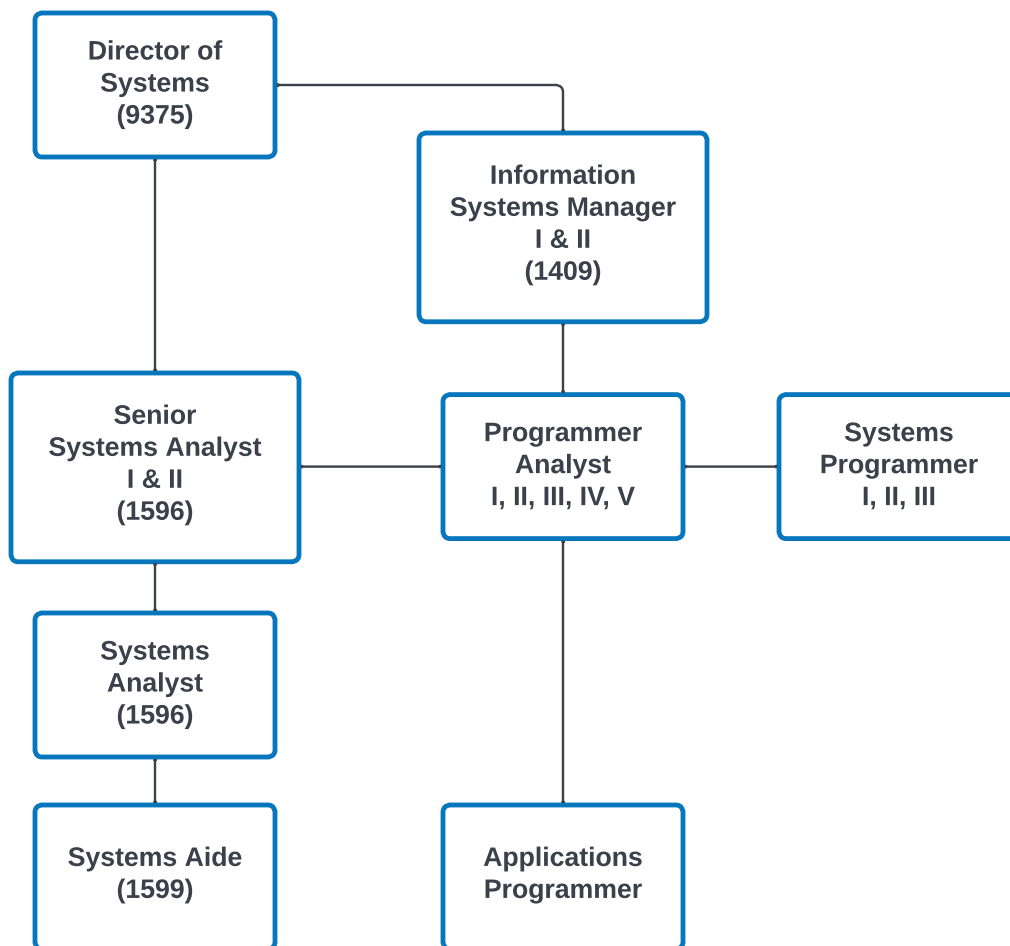 Director of
Systems
(9375)
Information
Systems Manager
I & II
(1409)
Senior
Systems Analyst
I & II
(1596)
Programmer
Analyst
I, II, III, IV, V
Systems
Programmer
I, II, III
Systems
Analyst
(1596)
Systems Aide
(1599)
Applications
Programmer